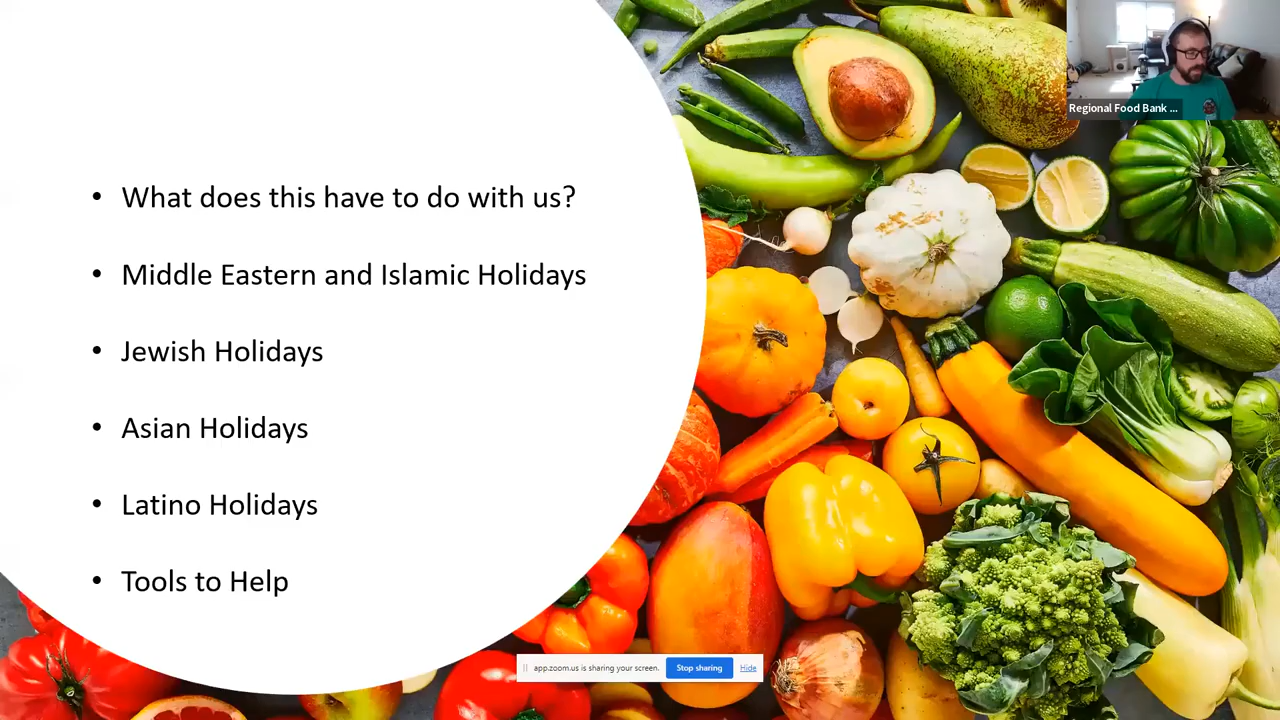 Regional Food Bank ...
• What does this have to do with us?
• Middle Eastern and Islamic Holidays
• Jewish Holidays
• Asian Holidays
• Latino Holidays
• Tools to Help
app.zoom.us is sharing your screen. Stop sharing Hide